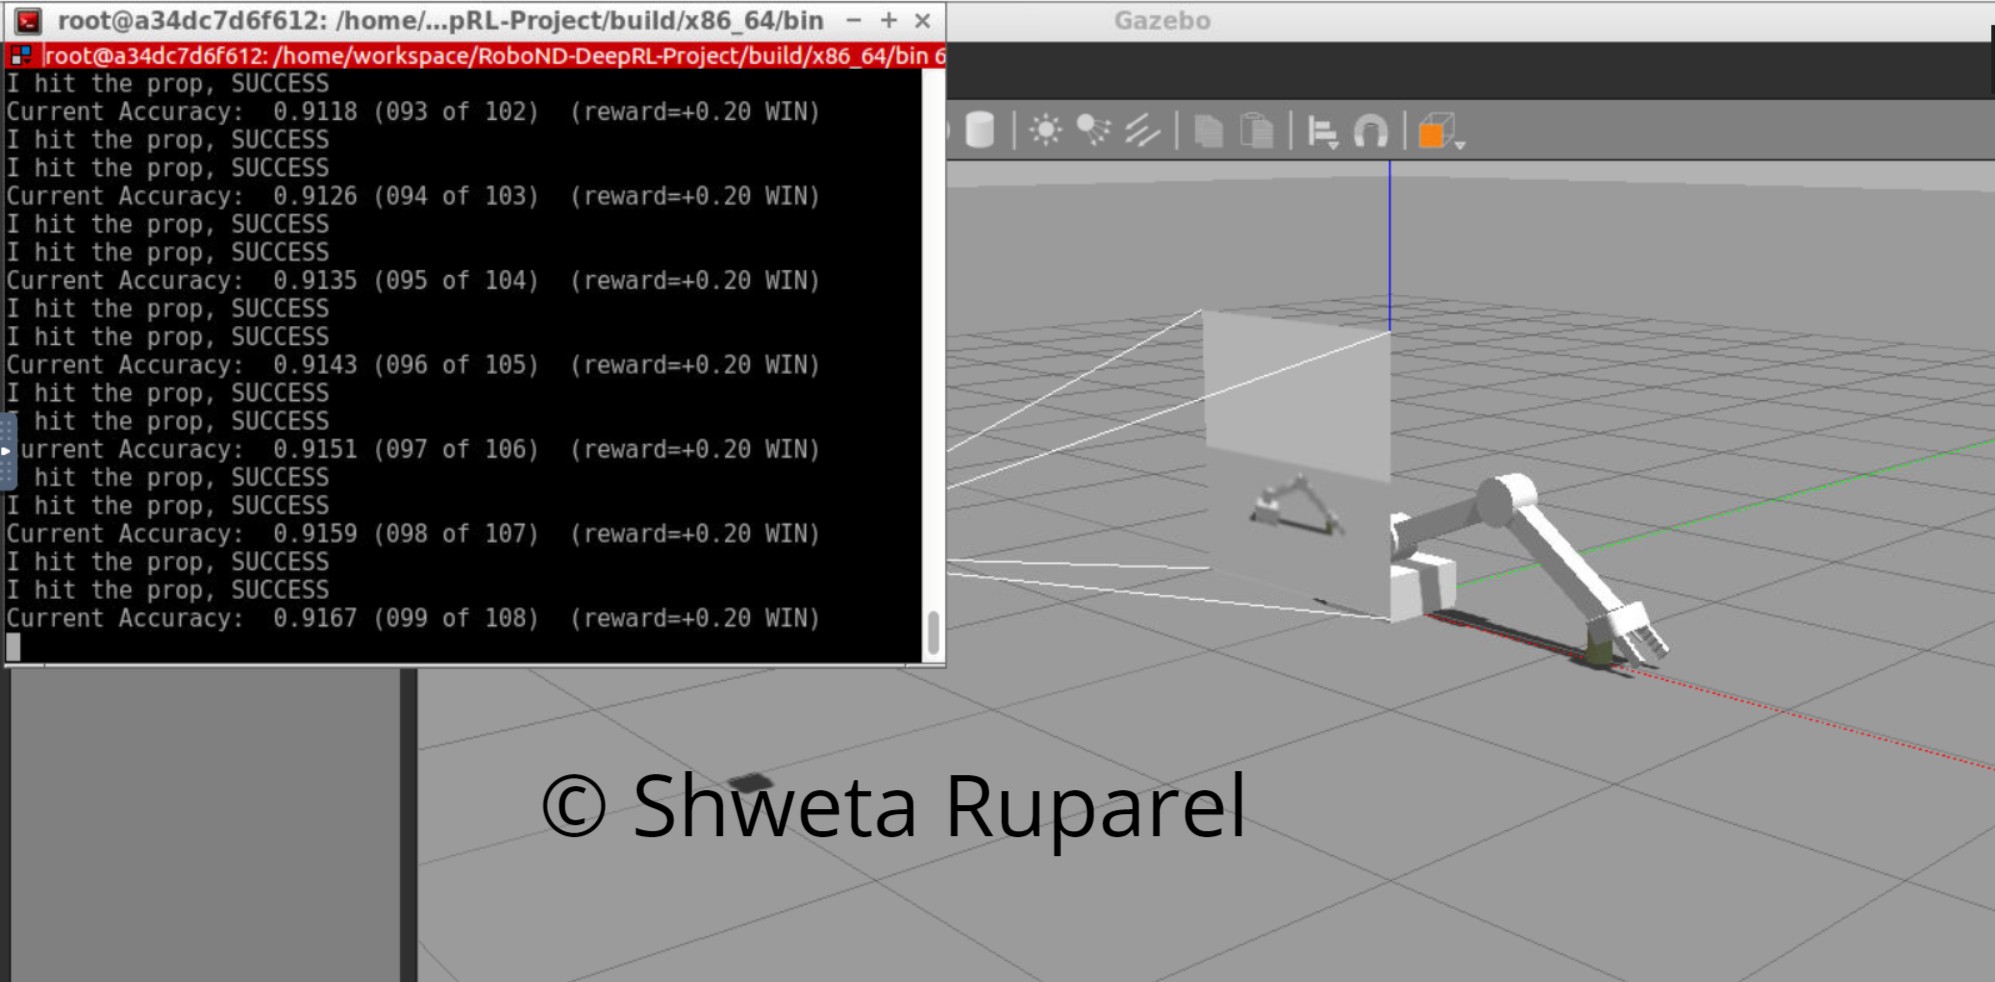 root@a34dc7d6f612: /home/...pRL-Project/build/x86_64/bin
Gazebo
root@a34dc7d6f612: /home/workspace/RoboND-DeepRL-Project/build/x86_64/bin 6
I hit the prop, SUCCESS
Current Accuracy:  0.9118 (093 of 102)  (reward=+0.20 WIN)
I hit the prop, SUCCESS
I hit the prop, SUCCESS
Current Accuracy:  0.9126 (094 of 103)  (reward=+0.20 WIN)
I hit the prop, SUCCESS
I hit the prop, SUCCESS
Current Accuracy:  0.9135 (095 of 104)  (reward=+0.20 WIN)
I hit the prop, SUCCESS
I hit the prop, SUCCESS
Current Accuracy:  0.9143 (096 of 105)  (reward=+0.20 WIN)
I hit the prop, SUCCESS
I hit the prop, SUCCESS
urrent Accuracy:  0.9151 (097 of 106)  (reward=+0.20 WIN)
hit the prop, SUCCESS
I hit the prop, SUCCESS
Current Accuracy:  0.9159 (098 of 107)  (reward=+0.20 WIN)
I hit the prop, SUCCESS
I hit the prop, SUCCESS
Current Accuracy:  0.9167 (099 of 108)  (reward=+0.20 WIN)
© Shweta Ruparel